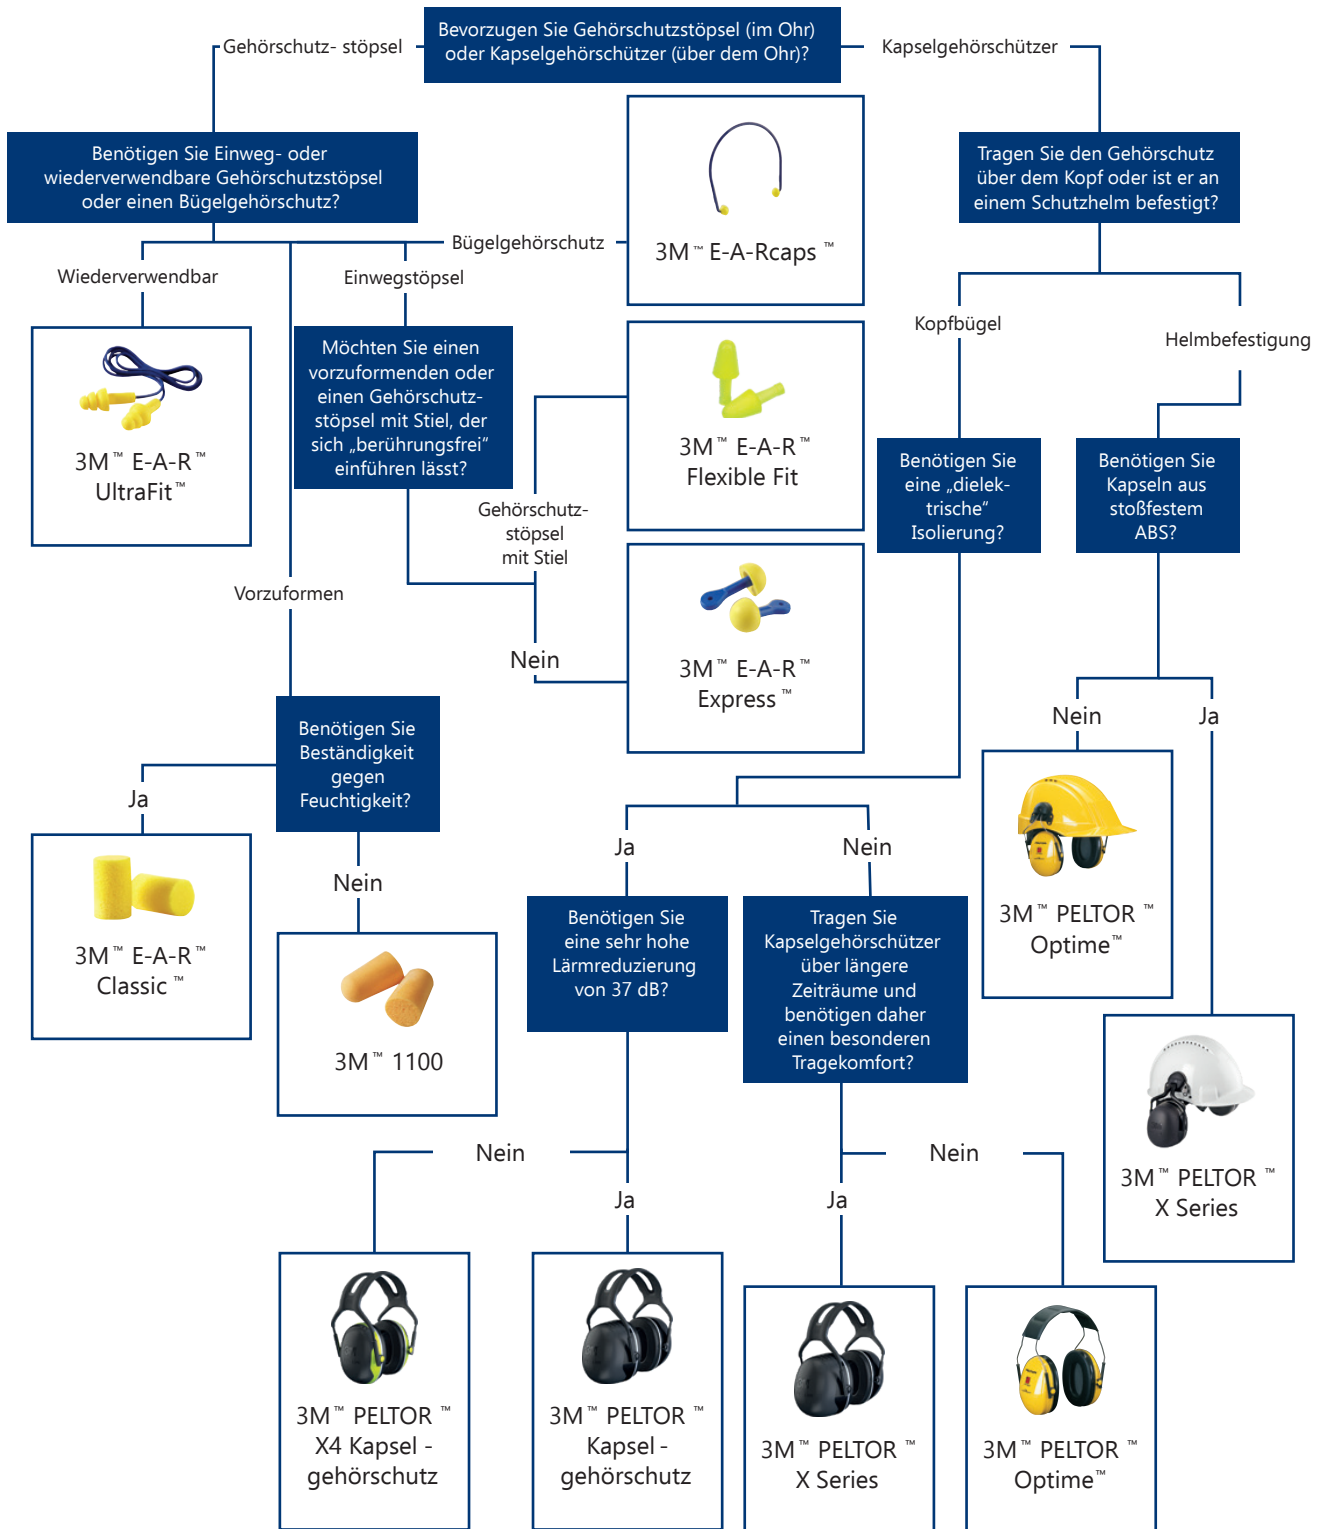 Bevorzugen Sie Gehörschutzstöpsel (im Ohr)
oder Kapselgehörschützer (über dem Ohr)?
Gehörschutz- stöpsel
Kapselgehörschützer
Benötigen Sie Einweg- oder
wiederverwendbare Gehörschutzstöpsel
oder einen Bügelgehörschutz?
Tragen Sie den Gehörschutz
über dem Kopf oder ist er an
einem Schutzhelm befestigt?
Bügelgehörschutz
3M™ E-A-Rcaps™
Wiederverwendbar
Einwegstöpsel
Kopfbügel
Helmbefestigung
3M™ E-A-R™
UltraFit™
Möchten Sie einen
vorzuformenden oder
einen Gehörschutz-
stöpsel mit Stiel, der
sich „berührungsfrei“
einführen lässt?
3M™ E-A-R™
Flexible Fit
Benötigen Sie
eine „dielek-
trische“
Isolierung?
Benötigen Sie
Kapseln aus
stoßfestem
ABS?
Gehörschutz-
stöpsel
mit Stiel
Vorzuformen
Nein
3M™ E-A-R™
Express™
Benötigen Sie
Beständigkeit
gegen
Feuchtigkeit?
Nein
Ja
Ja
Nein
3M™ E-A-R™
Classic™
3M™ 1100
Ja
Nein
Benötigen Sie
eine sehr hohe
Lärmreduzierung
von 37 dB?
Tragen Sie
Kapselgehörschützer
über längere
Zeiträume und
benötigen daher
einen besonderen
Tragekomfort?
3M™ PELTOR™
Optime™
3M™ PELTOR™
X Series
Nein
Ja
Ja
Nein
3M™ PELTOR™
X4 Kapsel -
gehörschutz
3M™ PELTOR™
Kapsel -
gehörschutz
3M™ PELTOR™
X Series
3M™ PELTOR™
Optime™